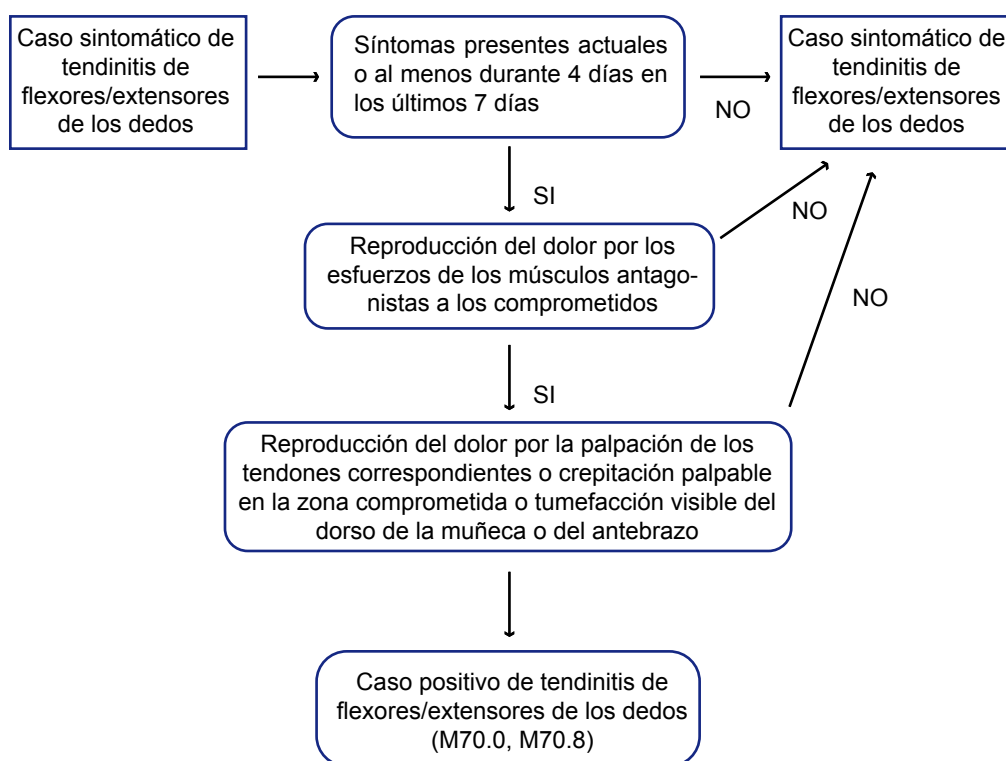 Caso sintomático de
tendinitis de
flexores/extensores
de los dedos
Síntomas presentes actuales
o al menos durante 4 días en
los últimos 7 días
NO
Caso sintomático de
tendinitis de
flexores/extensores
de los dedos
SI
NO
Reproducción del dolor por los
esfuerzos de los músculos antago-
nistas a los comprometidos
NO
SI
Reproducción del dolor por la palpación de los
tendones correspondientes o crepitación palpable
en la zona comprometida o tumefacción visible del
dorso de la muñeca o del antebrazo
Caso positivo de tendinitis de
flexores/extensores de los dedos
(M70.0, M70.8)